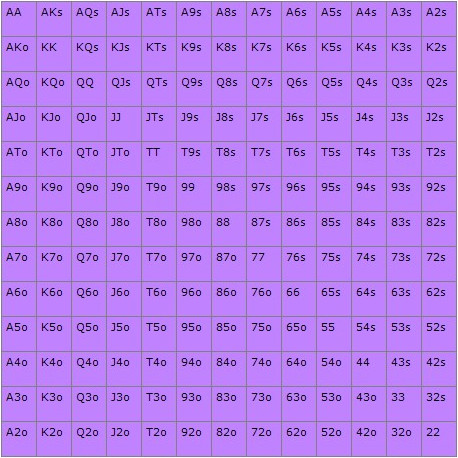 AA AKs AQs AJs ATs A9s A8s A7s A6s A5s A4s A3s A2s
AKo KK KQs KJs KTs K9s K8s K7s K6s K5s K4s K3s K2s
AQo KQo QQ QJs QTs Q9s Q8s Q7s Q6s Q5s Q4s Q3s Q2s
AJo KJo QJo JJ JTs J9s J8s J7s J6s J5s J4s J3s J2s
ATo KTo QTo JTo TT T9s T8s T7s T6s T5s T4s T3s T2s
A9o K9o Q9o J9o T9o 99 98s 97s 96s 95s 94s 93s 92s
A8o K8o Q8o J8o T8o 98o 88 87s 86s 85s 84s 83s 82s
A7o K7o Q7o J7o T7o 97o 87o 77 76s 75s 74s 73s 72s
A6o K6o Q6o J6o T6o 96o 86o 76o 66 65s 64s 63s 62s
A5o K5o Q5o J5o T5o 95o 85o 75o 65o 55 54s 53s 52s
A4o K4o Q4o J4o T4o 94o 84o 74o 64o 54o 44 43s 42s
A3o K3o Q3o J3o T3o 93o 83o 73o 63o 53o 43o 33 32s
A2o K2o Q2o J2o T2o 92o 82o 72o 62o 52o 42o 32o 22